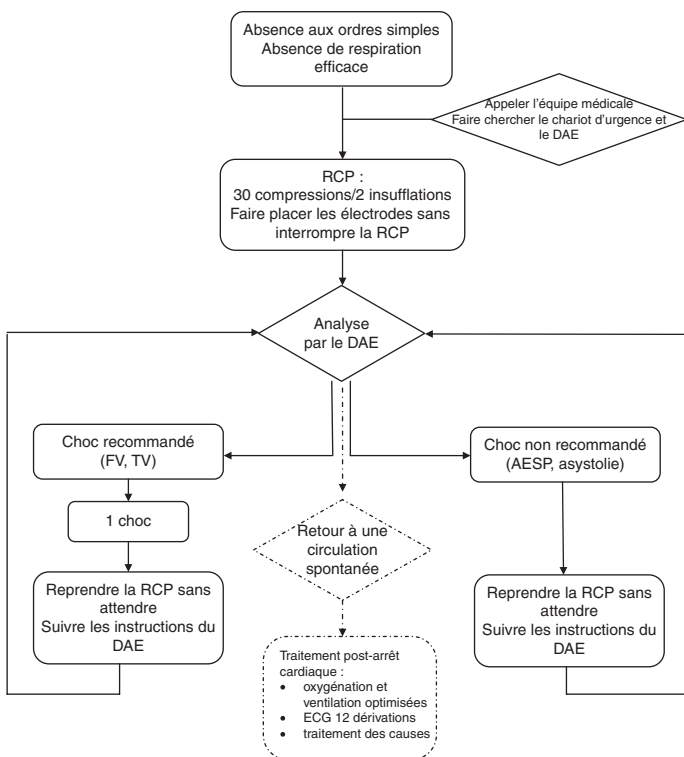 Absence aux ordres simples
Absence de respiration
efficace
Appeler l'équipe médicale
Faire chercher le chariot d'urgence et
le DAE
RCP :
30 compressions/2 insufflations
Faire placer les électrodes sans
interrompre la RCP
Analyse
par le DAE
Choc recommandé
(FV, TV)
1 choc
Reprendre la RCP sans
attendre
Suivre les instructions du
DAE
Retour à une
circulation
spontanée
Traitement post-arrêt
cardiaque :
• oxygénation et
ventilation optimisées
• ECG 12 dérivations
• traitement des causes
Choc non recommandé
(AESP, asystolie)
Reprendre la RCP sans
attendre
Suivre les instructions du
DAE